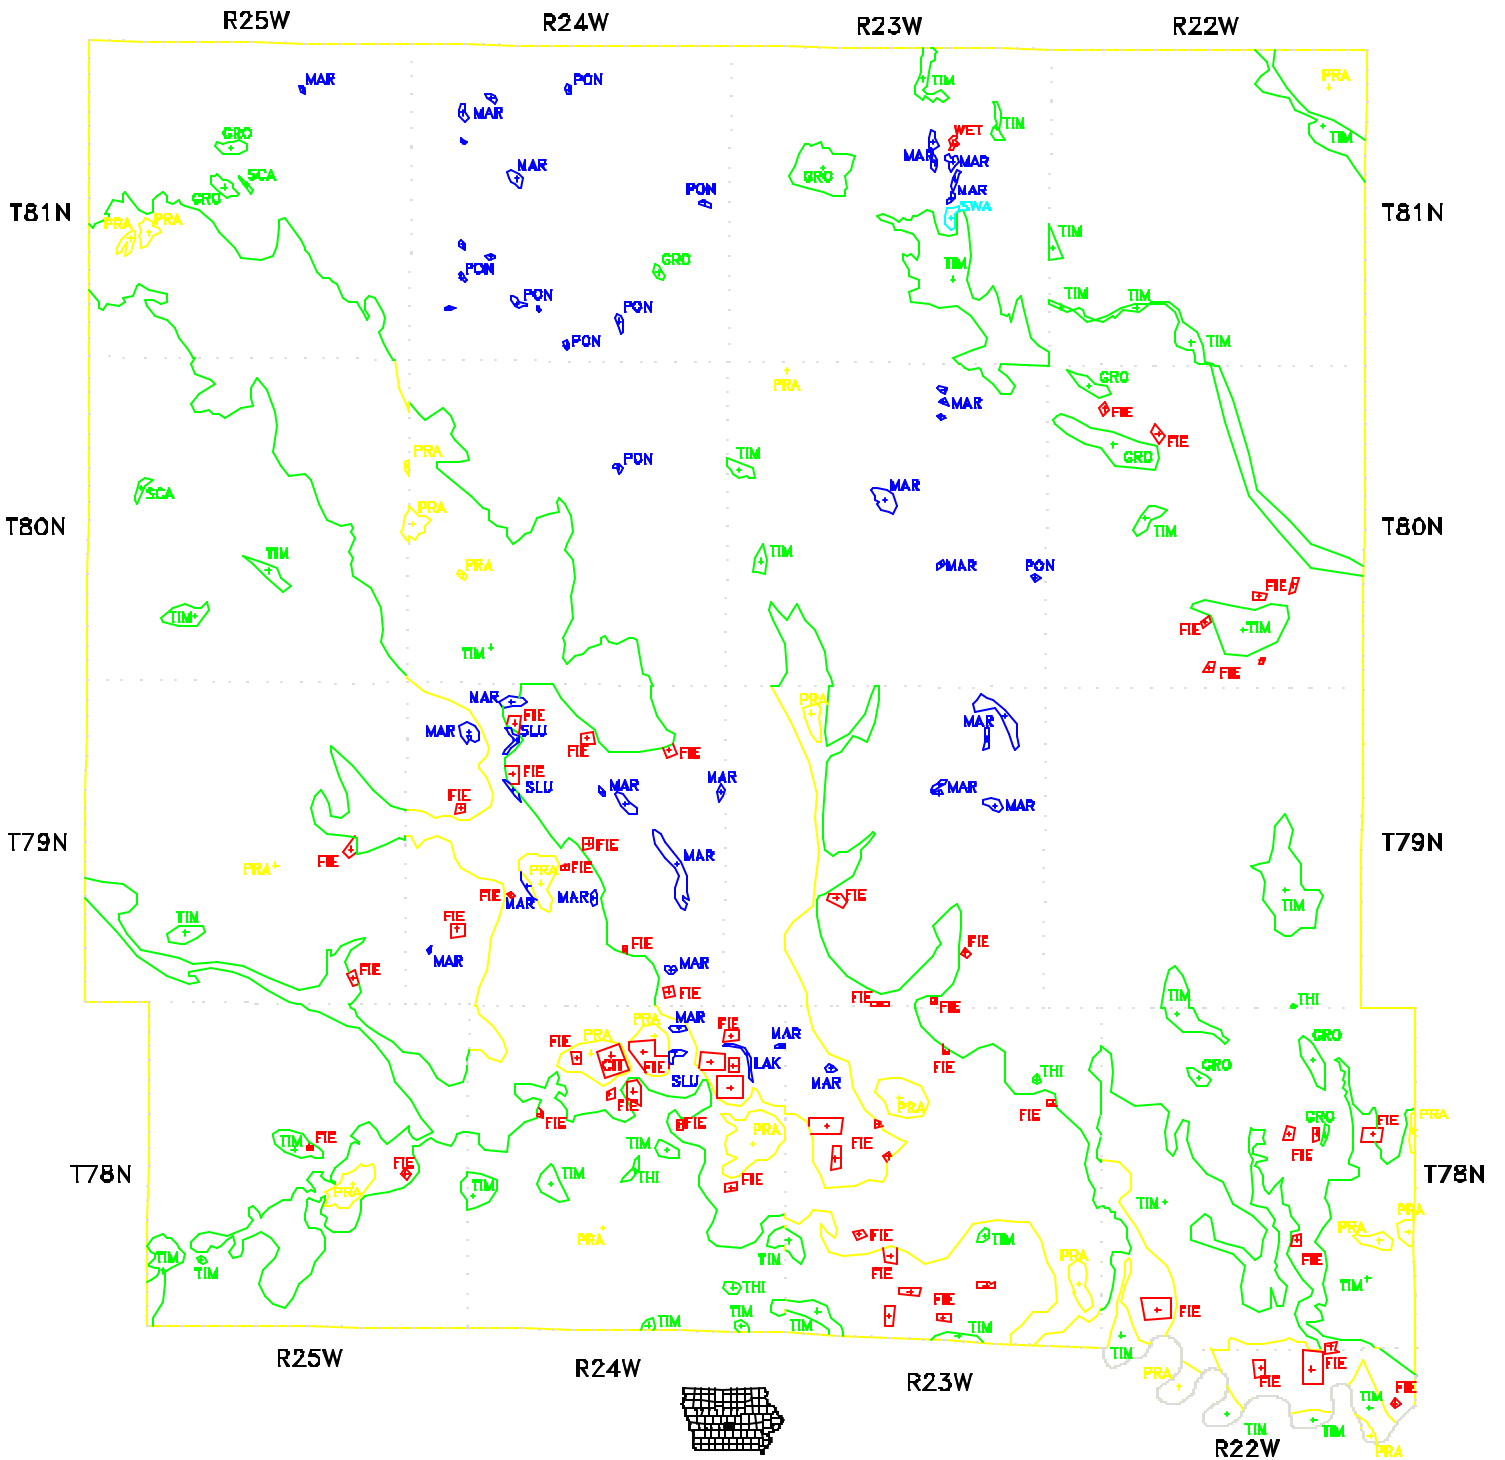 R25W R24W R23W R22W
MAR PON TIM PRA
MAR TIM
GRO WET TIM
MAR MAR
SCA MAR GRO
GRO PON MAR
T81N SWA T81N
PRA PRA TIM
GRO TIM
PON
PON TIM TIM
PON
PON TIM
PRA GRO
MAR FIE
FIE
PRA PON TIM GRO
SCA MAR
PRA
T80N TIM T80N
TIM TIM
PRA MAR PON
FIE
TIM FIE TIM
TIM
FIE
MAR PRA
FIE MAR
MAR SLU
FIE FIE
FIE SLU MAR MAR MAR
FIE MAR
T79N FIE T79N
FIE MAR
PRA PRA FIE
FIE MAR MAR FIE
TIM FIE TIM
FIE FIE
MAR MAR
FIE
FIE FIE FIE TIM THI
MAR FIE
PRA PRA MAR
FIE GRO
CIT FIE LAK FIE
SLU MAR THI GRO
FIE PRA
FIE FIE FIE GRO FIE PRA
TIM FIE TIM PRA FIE FIE
FIE
T78N TIM THI T78N
PRA TIM
TIM PRA
PRA FIE TIM PRA
TIM TIM PRA FIE
TIM FIE
THI TIM
FIE
TIM TIM TIM TIM FIE
R25W TIM FIE
R24W PRA FIE FIE
R23W TIM
TIM TIM
R22W PRA